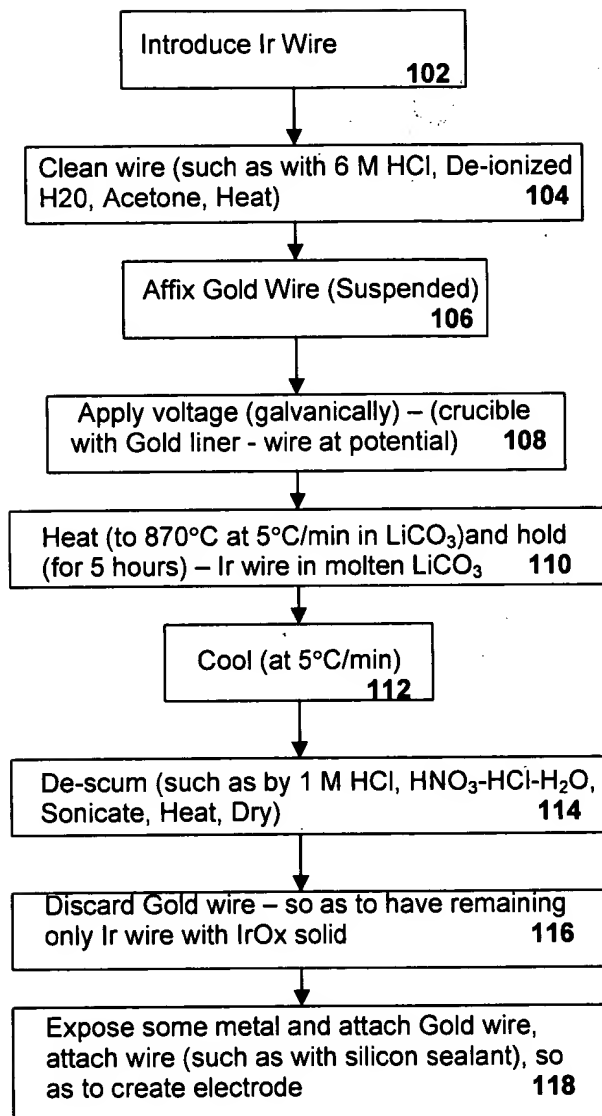 Introduce Ir Wire
102
Clean wire (such as with 6 M HCl, De-ionized
H20, Acetone, Heat) 104
Affix Gold Wire (Suspended)
106
Apply voltage (galvanically) – (crucible
with Gold liner - wire at potential) 108
Heat (to 870°C at 5°C/min in LiCO₃)and hold
(for 5 hours) – Ir wire in molten LiCO₃ 110
Cool (at 5°C/min)
112
De-scum (such as by 1 M HCl, HNO₃-HCl-H₂O,
Sonicate, Heat, Dry) 114
Discard Gold wire – so as to have remaining
only Ir wire with IrOx solid 116
Expose some metal and attach Gold wire,
attach wire (such as with silicon sealant), so
as to create electrode 118